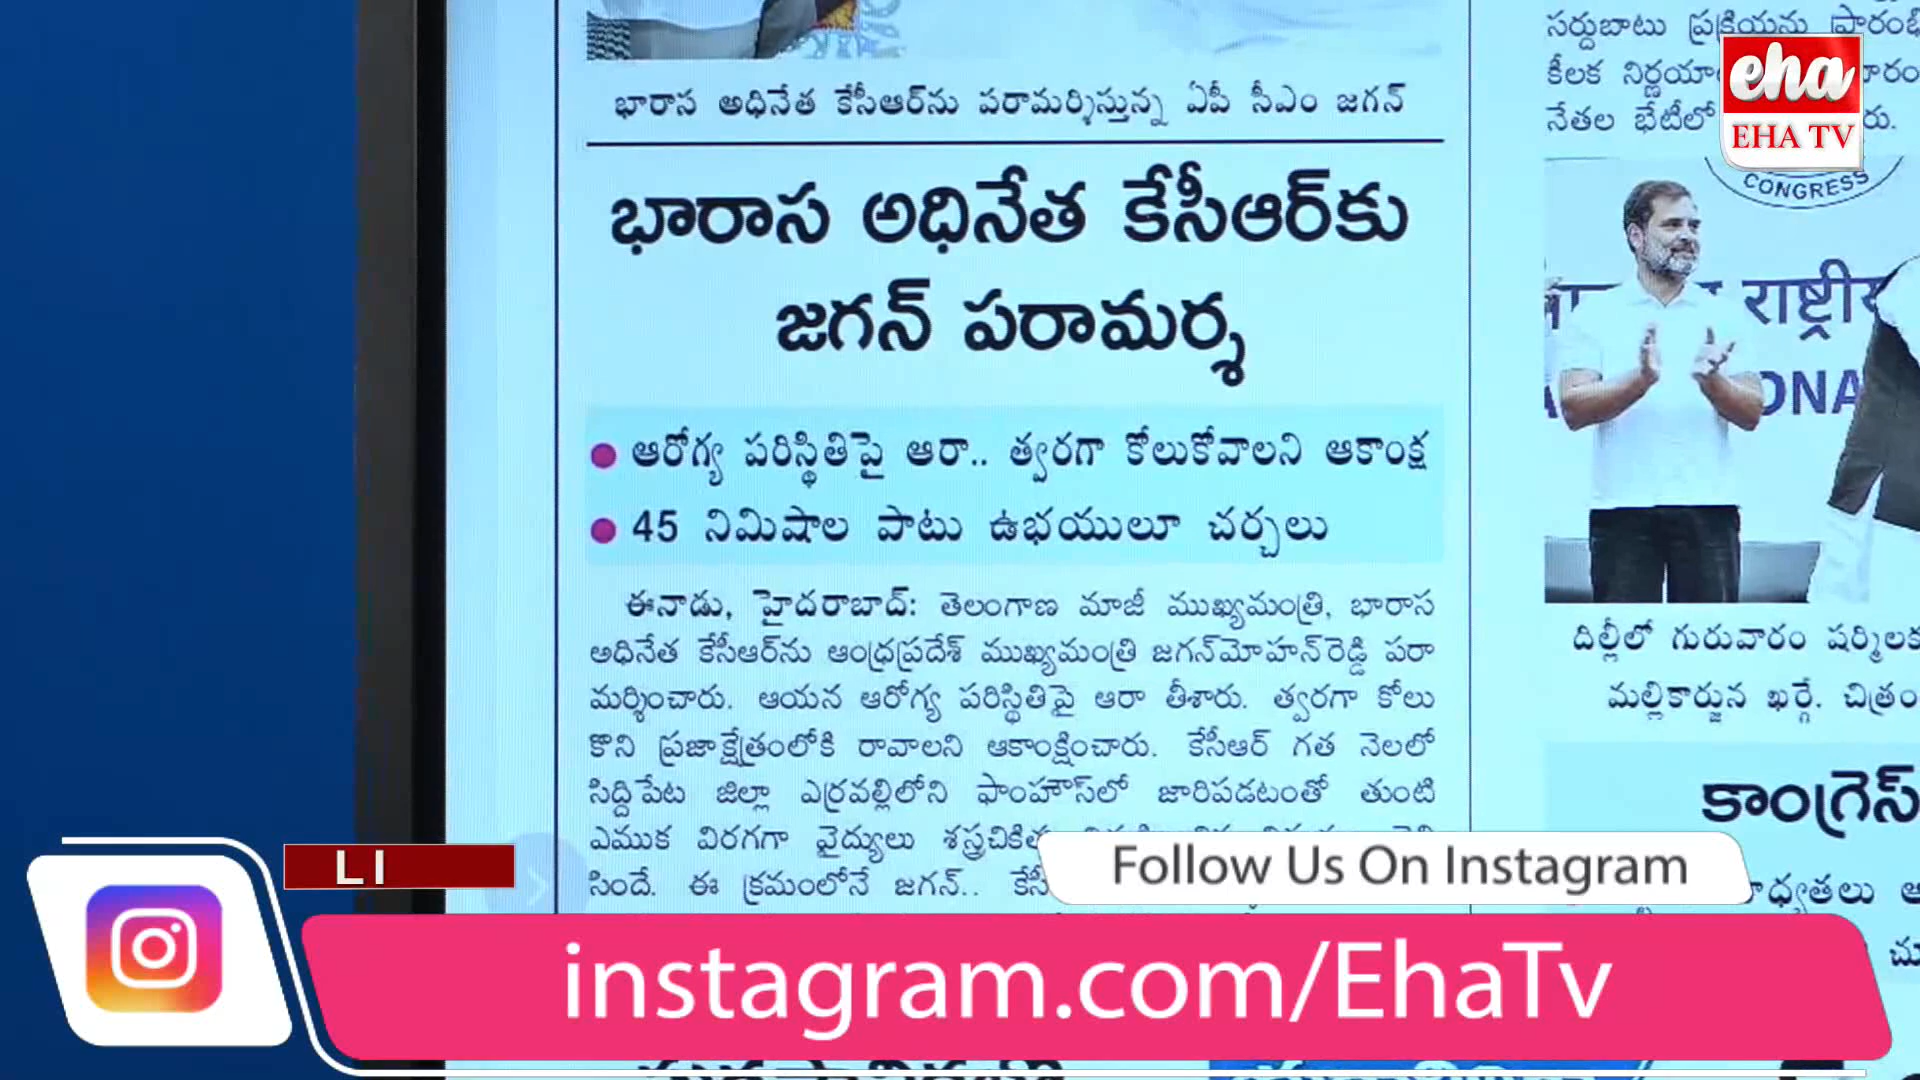 భారాస అధినేత కేసీఆర్‌ను పరామర్శిస్తున్న ఏపీ సీఎం జగన్
భారాస అధినేత కేసీఆర్‌కు
జగన్ పరామర్శ
ఆరోగ్య పరిస్థితిపై ఆరా.. త్వరగా కోలుకోవాలని ఆకాంక్ష
45 నిమిషాల పాటు ఉభయులూ చర్చలు
ఈనాడు, హైదరాబాద్: తెలంగాణ మాజీ ముఖ్యమంత్రి, భారాస
అధినేత కేసీఆర్‌ను ఆంధ్రప్రదేశ్ ముఖ్యమంత్రి జగన్‌మోహన్‌రెడ్డి పరా
మర్శించారు. ఆయన ఆరోగ్య పరిస్థితిపై ఆరా తీశారు. త్వరగా కోలు
కొని ప్రజాక్షేత్రంలోకి రావాలని ఆకాంక్షించారు. కేసీఆర్ గత నెలలో
సిద్దిపేట జిల్లా ఎర్రవల్లిలోని ఫాంహౌస్‌లో జారిపడటంతో తుంటి
ఎముక విరగగా వైద్యులు
సిందే. ఈ క్రమంలోనే జగన్..
సర్దుబాటు ప్రక్రియను
కీలక
నేతల భేటీలో
eha
EHA TV
CONGRESS
राष्ट्रीय
దిల్లీలో గురువారం
మల్లికార్జున ఖర్గే. చిత్రం
కాంగ్రెస్
LI
Follow Us On Instagram
instagram.com/EhaTv